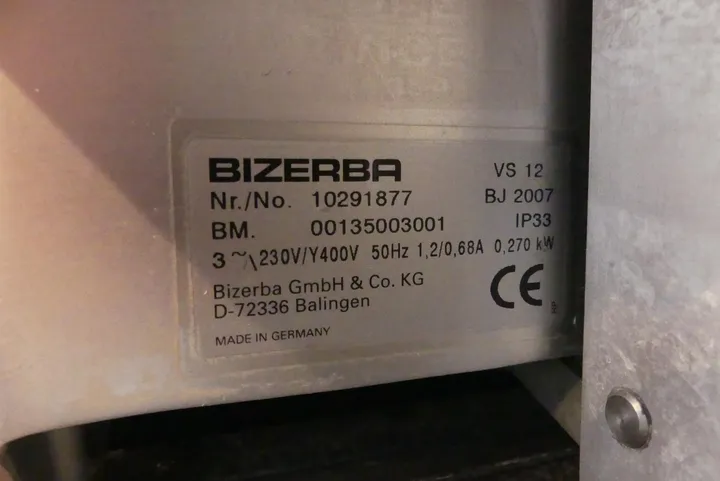 BIZERBA VS 12
Nr./No. 10291877 BJ 2007
BM. 00135003001 IP33
3~△230V/Y400V 50Hz 1,2/0,68A 0,270 kW
Bizerba GmbH & Co. KG
D-72336 Balingen
CE
MADE IN GERMANY